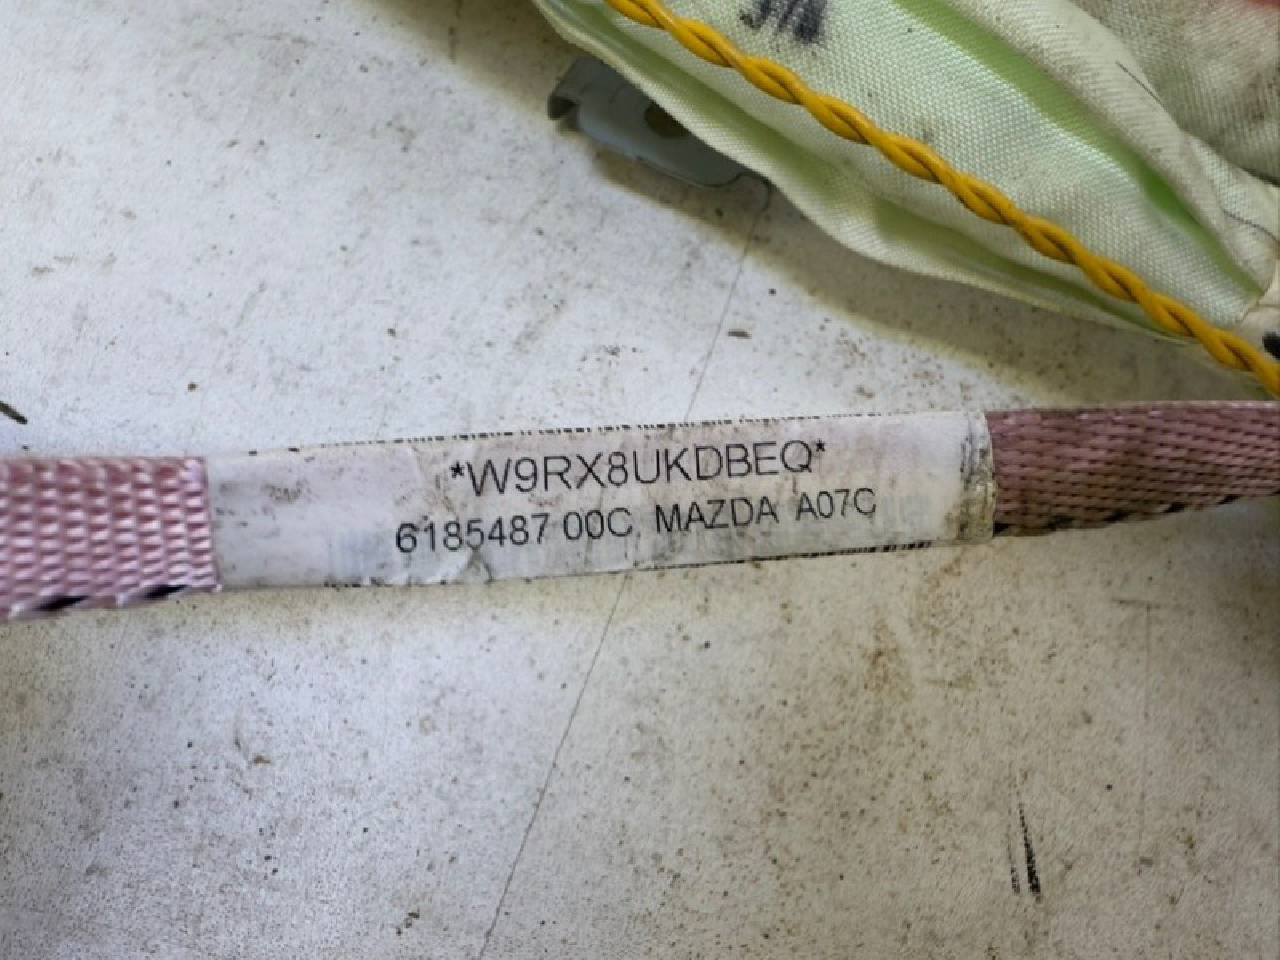 *W9RX8UKDBEQ*
6185487 00C MAZDA A07C